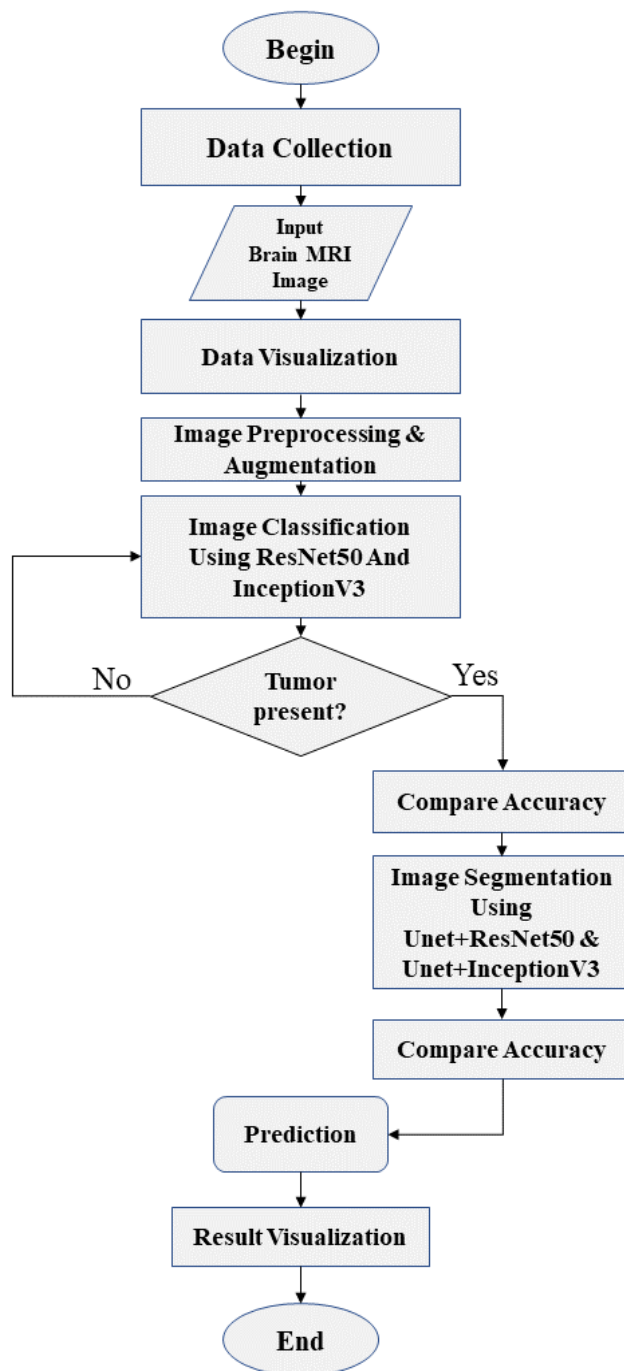 Begin
Data Collection
Input
Brain MRI
Image
Data Visualization
Image Preprocessing &
Augmentation
Image Classification
Using ResNet50 And
InceptionV3
No
Tumor
present?
Yes
Compare Accuracy
Image Segmentation
Using
Unet+ResNet50 &
Unet+InceptionV3
Compare Accuracy
Prediction
Result Visualization
End